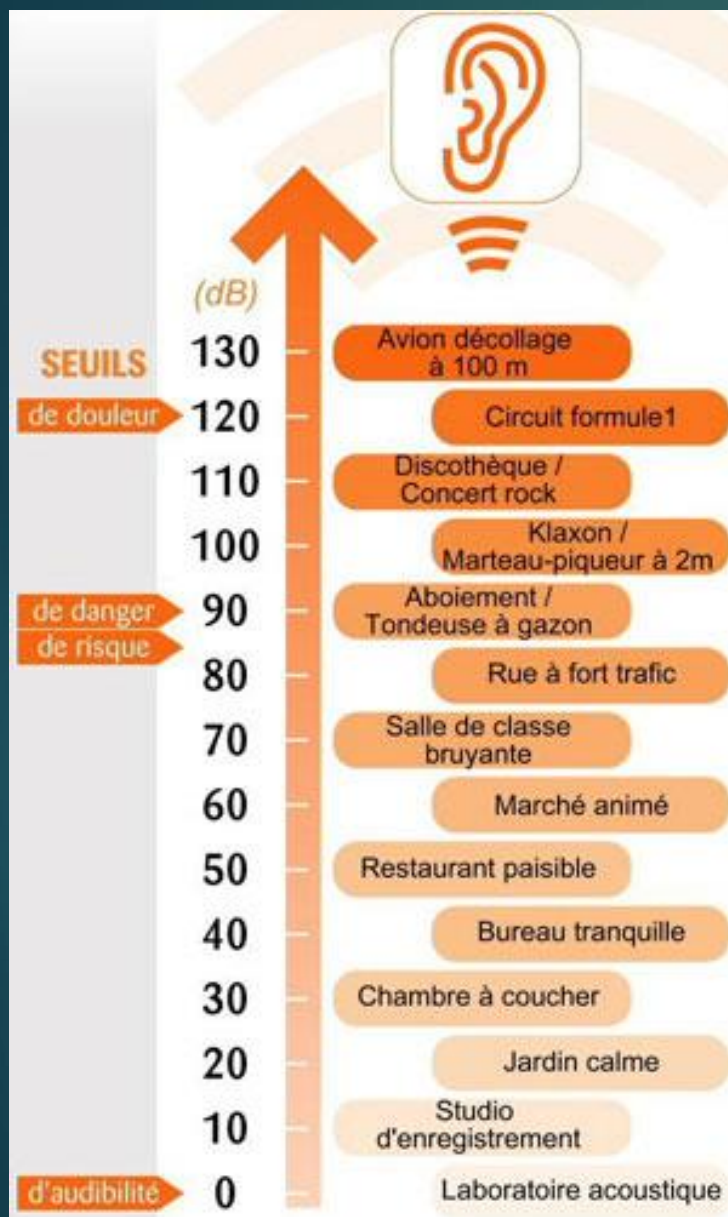 (dB)
SEUILS
130
Avion décollage
à 100 m
de douleur
120
Circuit formule1
110
Discothèque /
Concert rock
100
Klaxon /
Marteau-piqueur à 2m
de danger
90
Aboiement /
Tondeuse à gazon
de risque
80
Rue à fort trafic
70
Salle de classe
bruyante
60
Marché animé
50
Restaurant paisible
40
Bureau tranquille
30
Chambre à coucher
20
Jardin calme
10
Studio
d'enregistrement
d'audibilité
0
Laboratoire acoustique